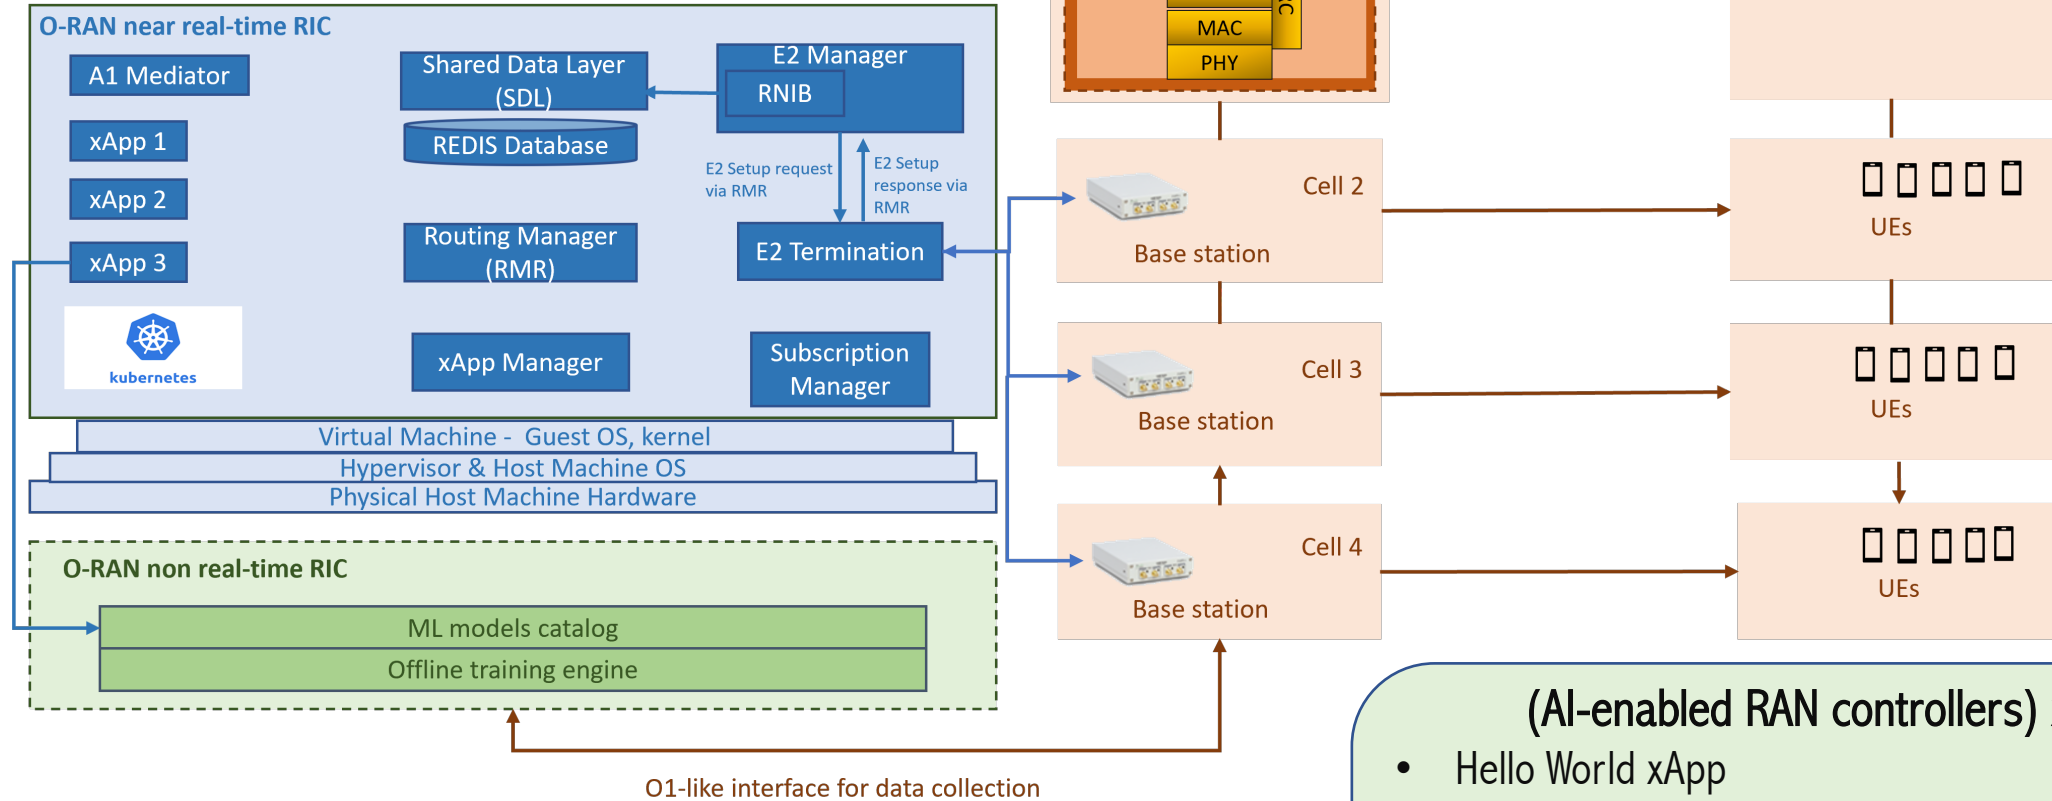 O-RAN near real-time RIC
A1 Mediator
xApp 1
xApp 2
xApp 3
kubernetes
Shared Data Layer
(SDL)
REDIS Database
Routing Manager
(RMR)
xApp Manager
E2 Manager
RNIB
E2 Setup request
via RMR
E2 Setup
response via
RMR
E2 Termination
Subscription
Manager
Virtual Machine - Guest OS, kernel
Hypervisor & Host Machine OS
Physical Host Machine Hardware
O-RAN non real-time RIC
ML models catalog
Offline training engine
O1-like interface for data collection
MAC
PHY
Cell 2
Base station
UEs
Cell 3
Base station
UEs
Cell 4
Base station
UEs
(AI-enabled RAN controllers)
• Hello World xApp